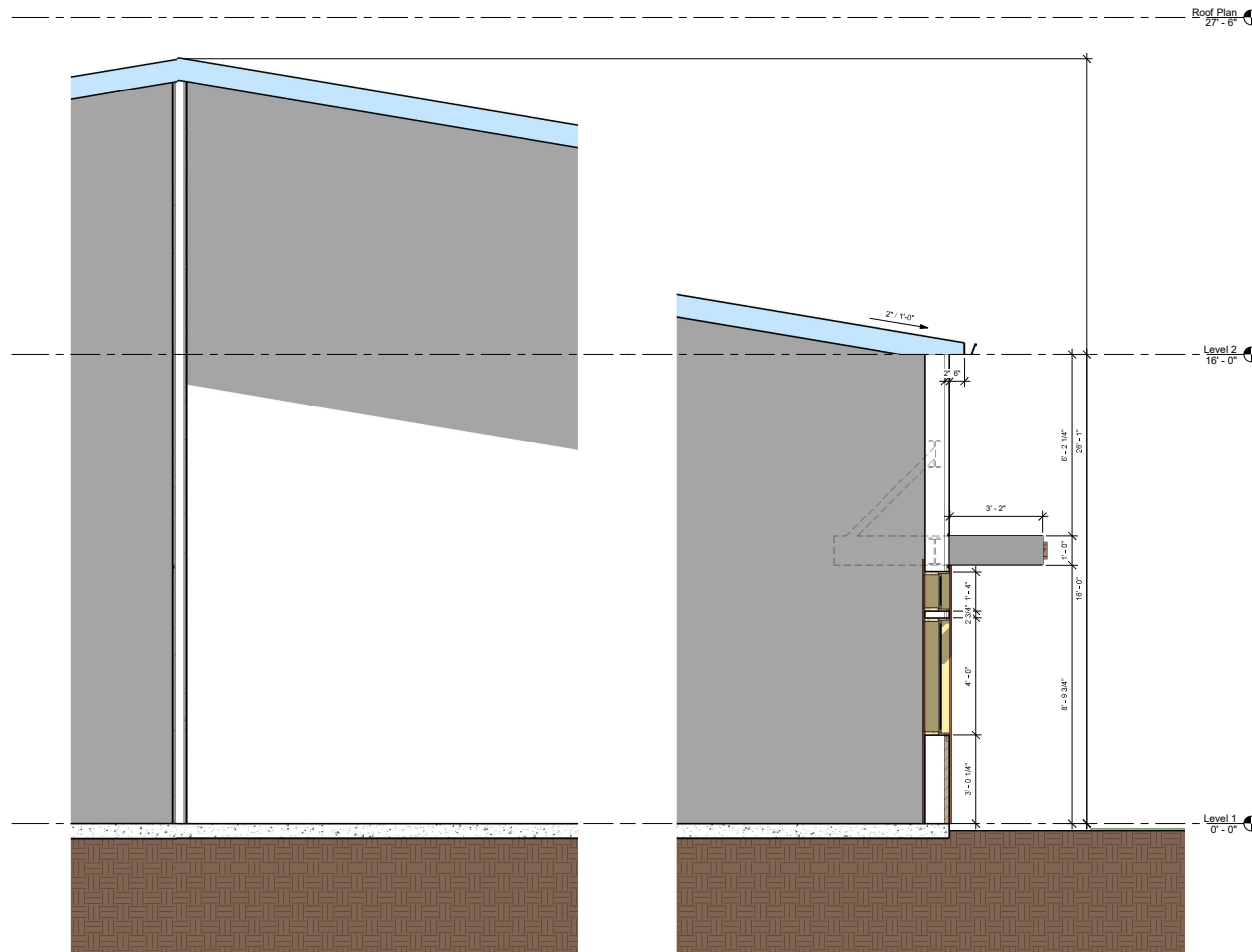 Roof Plan
27' - 6"
2" / 1'-0"
Level 2
16' - 0"
2" 6"
6' - 2 1/4"
26' - 1"
3' - 2"
1' - 0"
16' - 0"
1' - 4"
2 3/4"
4' - 0"
8' - 9 3/4"
3' - 0 1/4"
Level 1
0' - 0"